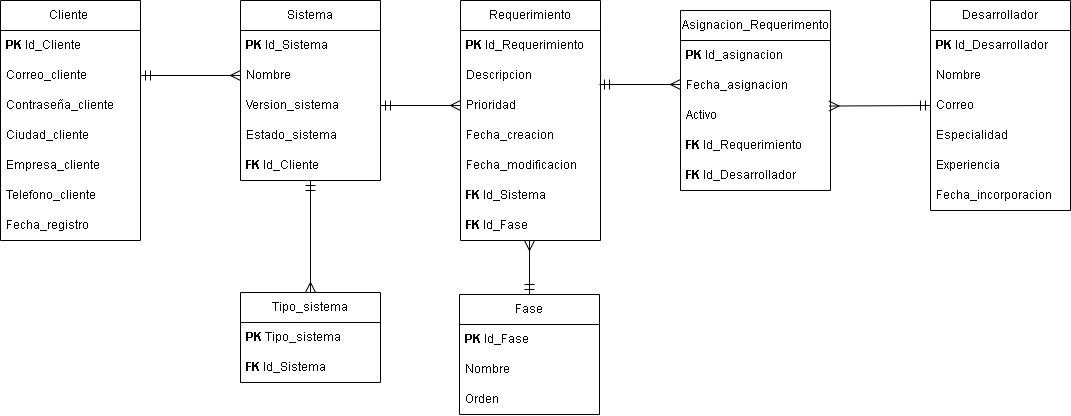 Cliente
PK Id_Cliente
Correo_cliente
Contraseña_cliente
Ciudad_cliente
Empresa_cliente
Telefono_cliente
Fecha_registro
Sistema
PK Id_Sistema
Nombre
Version_sistema
Estado_sistema
FK Id_Cliente
Requerimiento
PK Id_Requerimiento
Descripcion
Prioridad
Fecha_creacion
Fecha_modificacion
FK Id_Sistema
FK Id_Fase
Asignacion_Requerimiento
PK Id_asignacion
Fecha_asignacion
Activo
FK Id_Requerimiento
FK Id_Desarrollador
Desarrollador
PK Id_Desarrollador
Nombre
Correo
Especialidad
Experiencia
Fecha_incorporacion
Tipo_sistema
PK Tipo_sistema
FK Id_Sistema
Fase
PK Id_Fase
Nombre
Orden